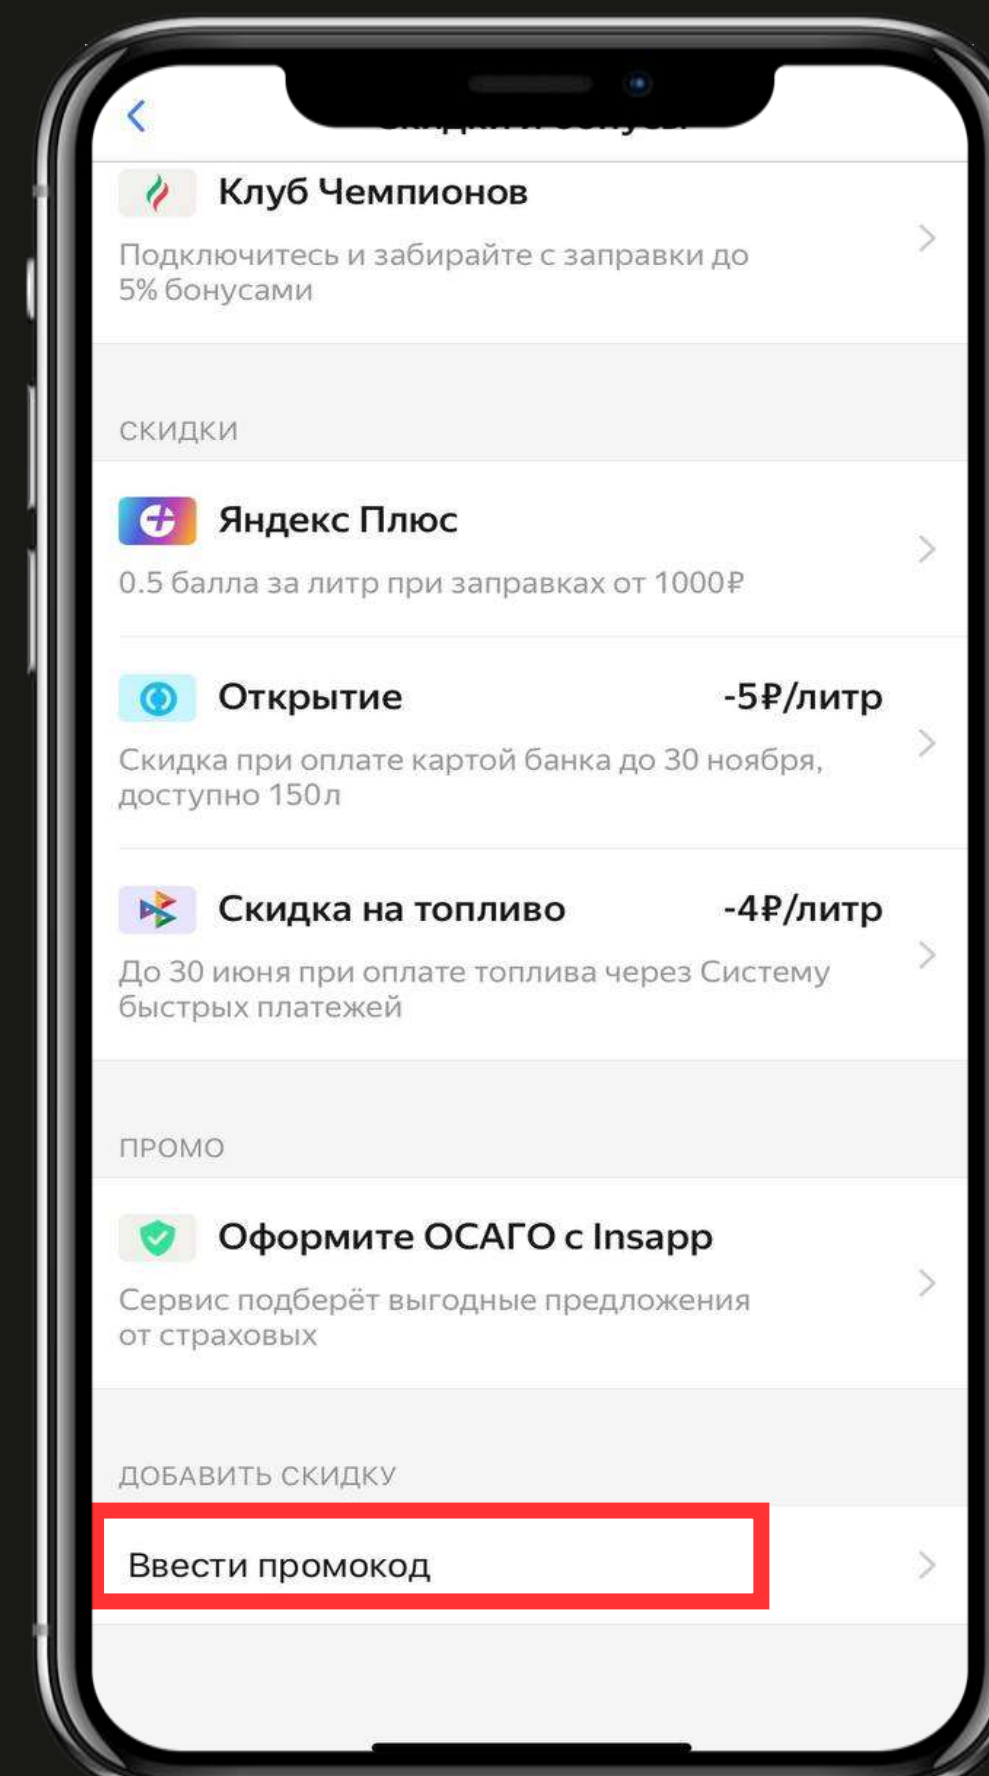 Клуб Чемпионов
Подключитесь и забирайте с заправки до
5% бонусами
СКИДКИ
Яндекс Плюс
0.5 балла за литр при заправках от 1000₽
Открытие -5₽/литр
Скидка при оплате картой банка до 30 ноября,
доступно 150л
Скидка на топливо -4₽/литр
До 30 июня при оплате топлива через Систему
быстрых платежей
ПРОМО
Оформите ОСАГО с Insapp
Сервис подберёт выгодные предложения
от страховых
ДОБАВИТЬ СКИДКУ
Ввести промокод